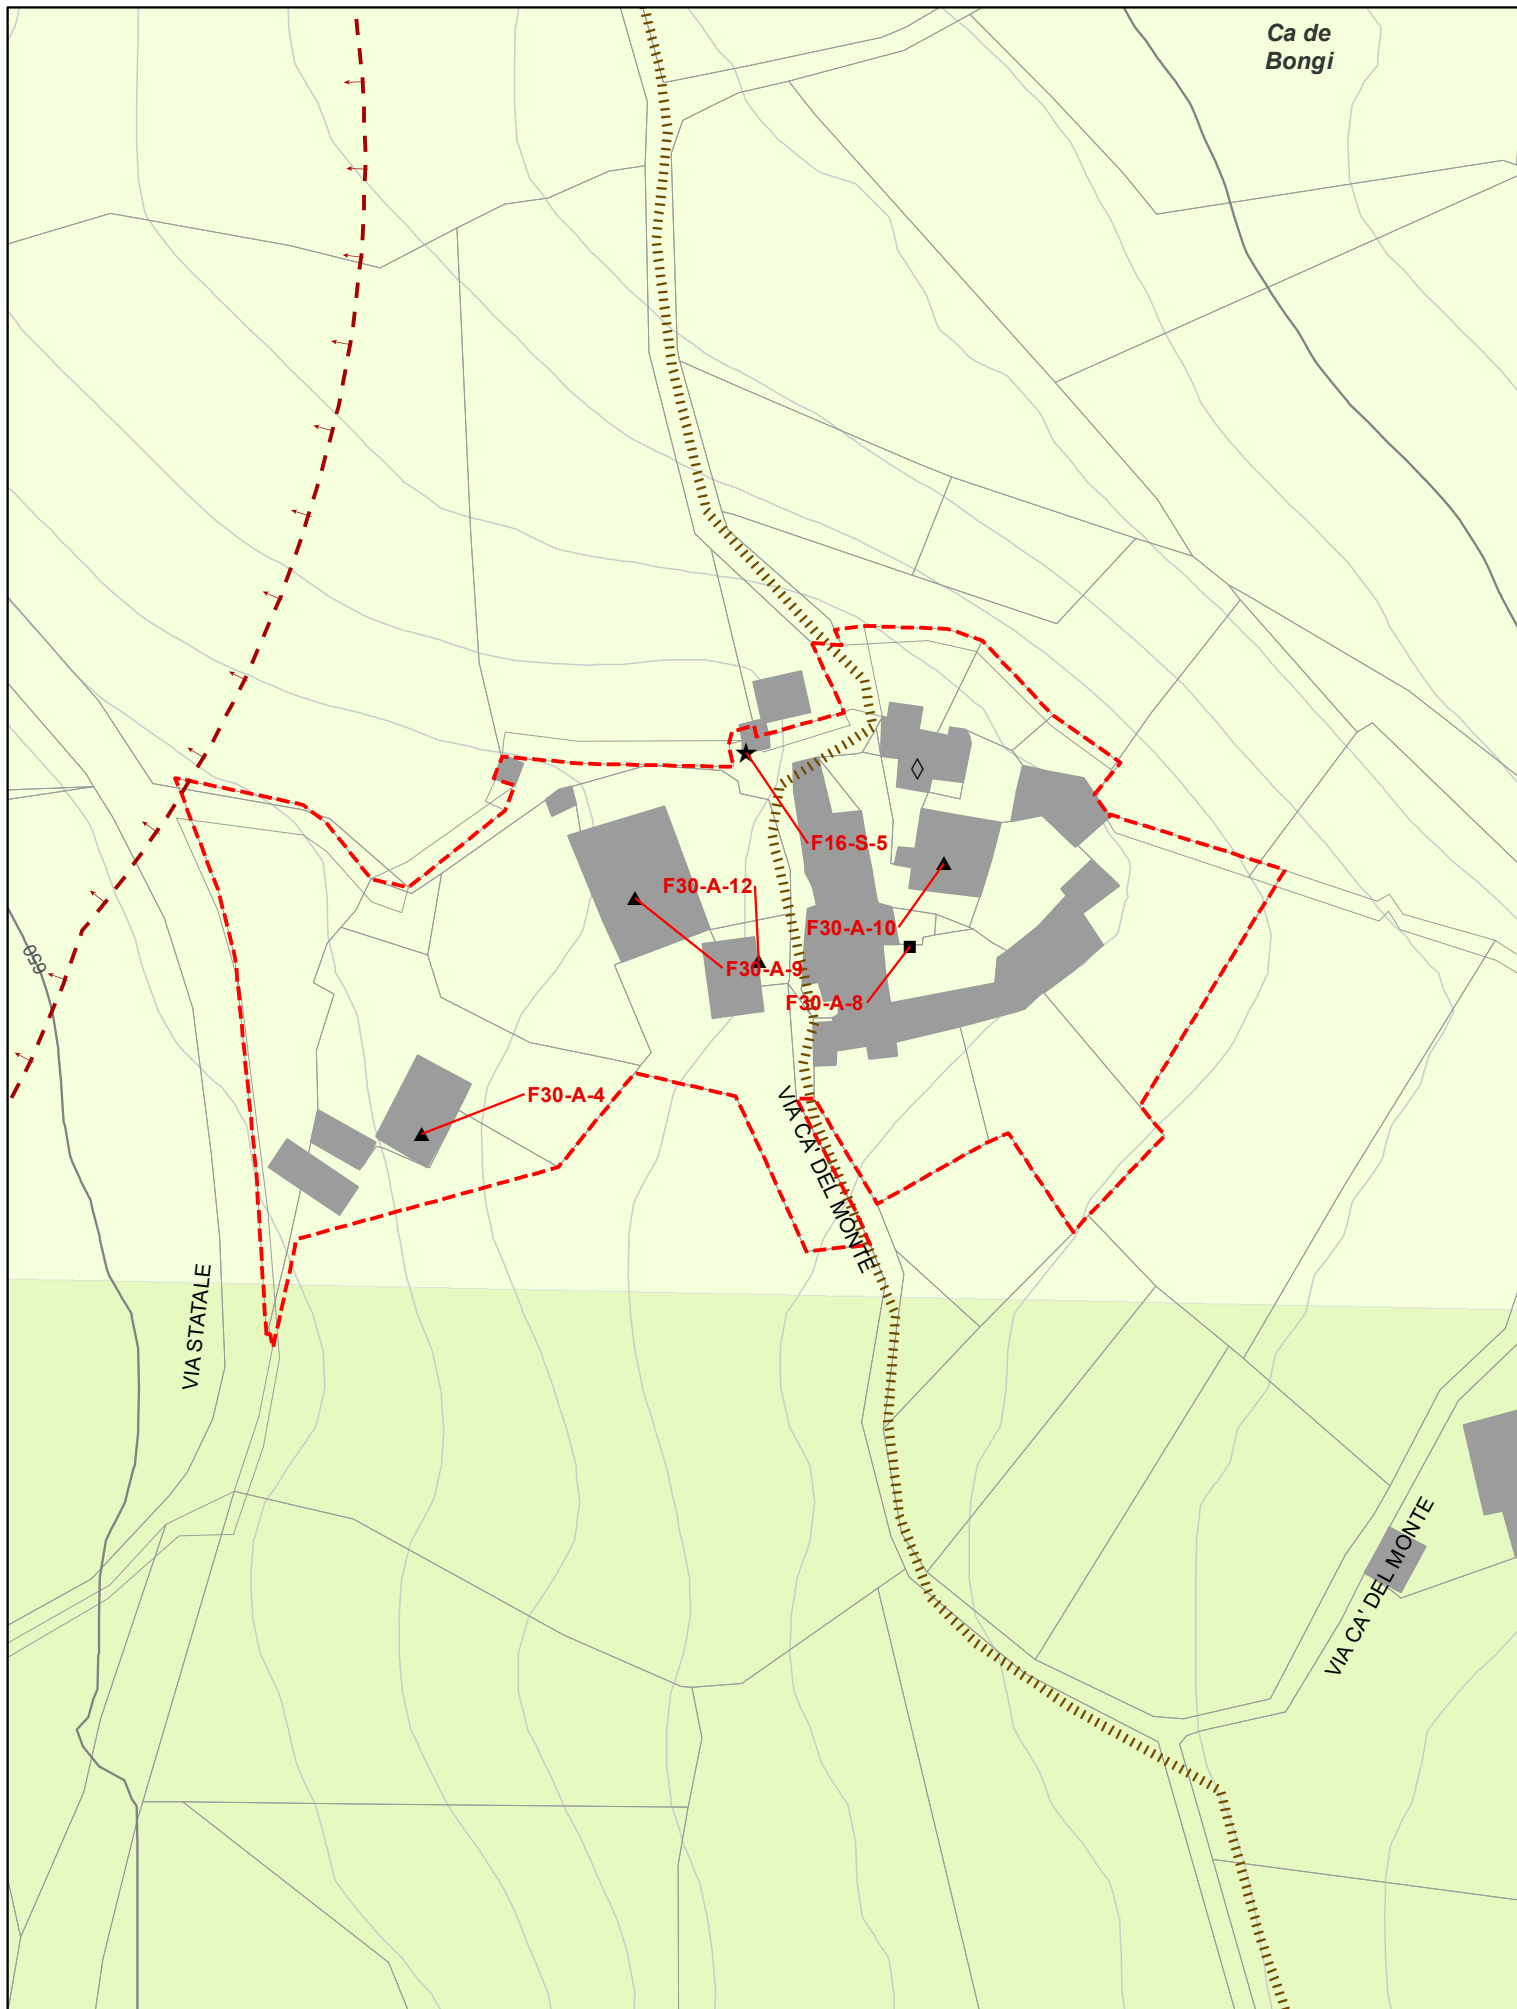 Ca de
Bongi
F16-S-5
F30-A-12
F30-A-10
F30-A-9
F30-A-8
650
F30-A-4
VIA CA' DEL MONTE
VIA STATALE
VIA CA' DEL MONTE